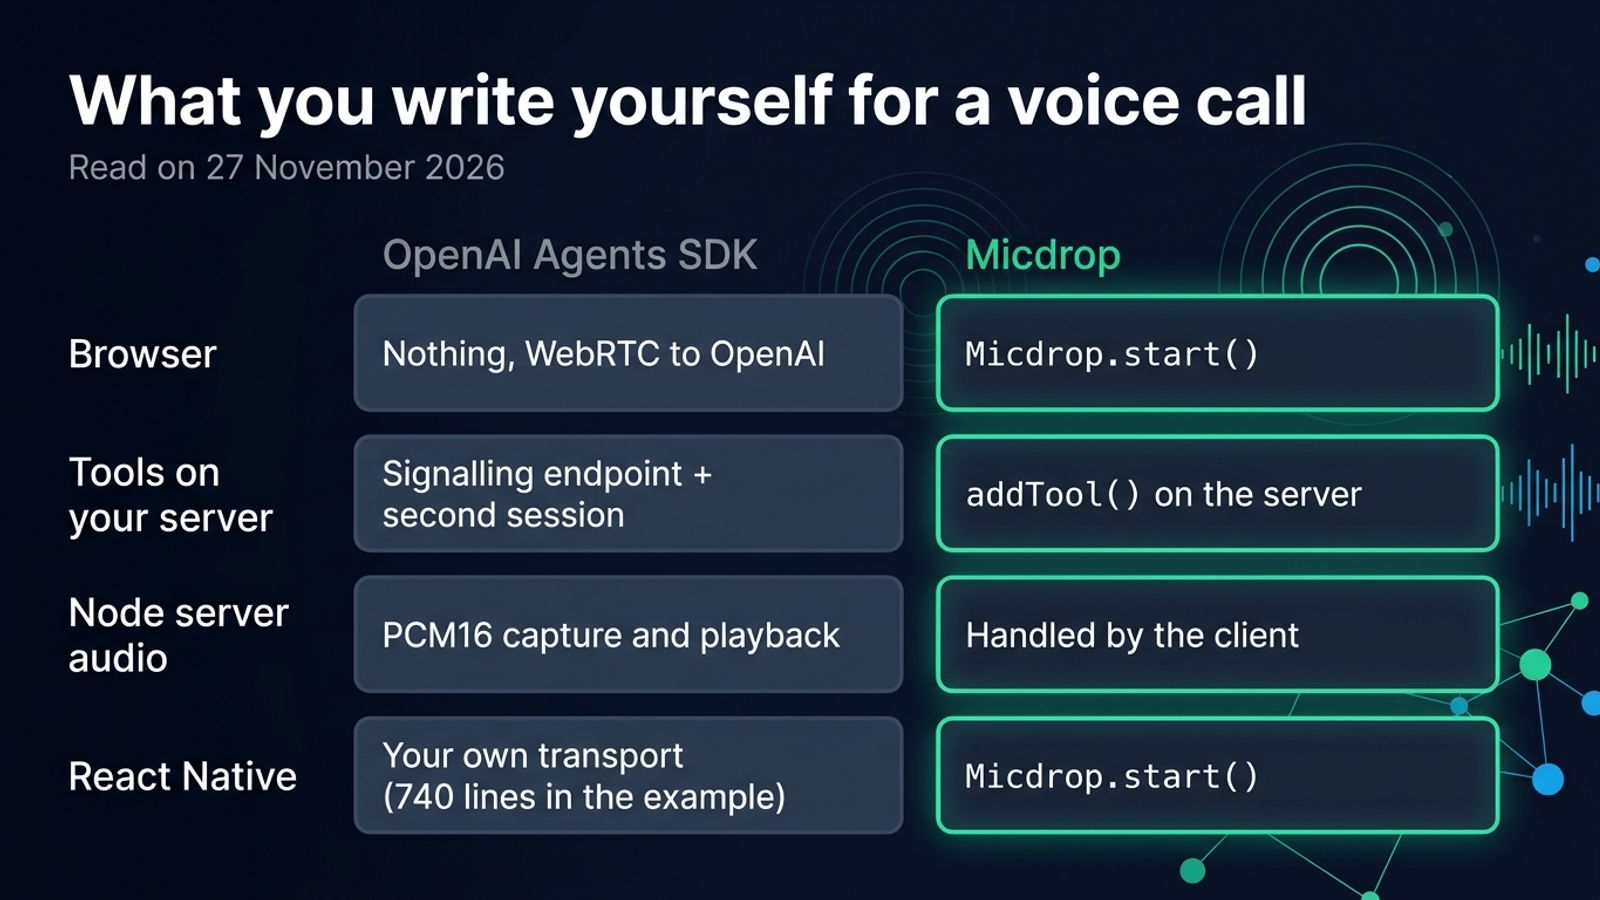 What you write yourself for a voice call
Read on 27 November 2026
OpenAI Agents SDK
Micdrop
Browser
Nothing, WebRTC to OpenAI
Micdrop.start()
Tools on
your server
Signalling endpoint +
second session
addTool() on the server
Node server
audio
PCM16 capture and playback
Handled by the client
React Native
Your own transport
(740 lines in the example)
Micdrop.start()